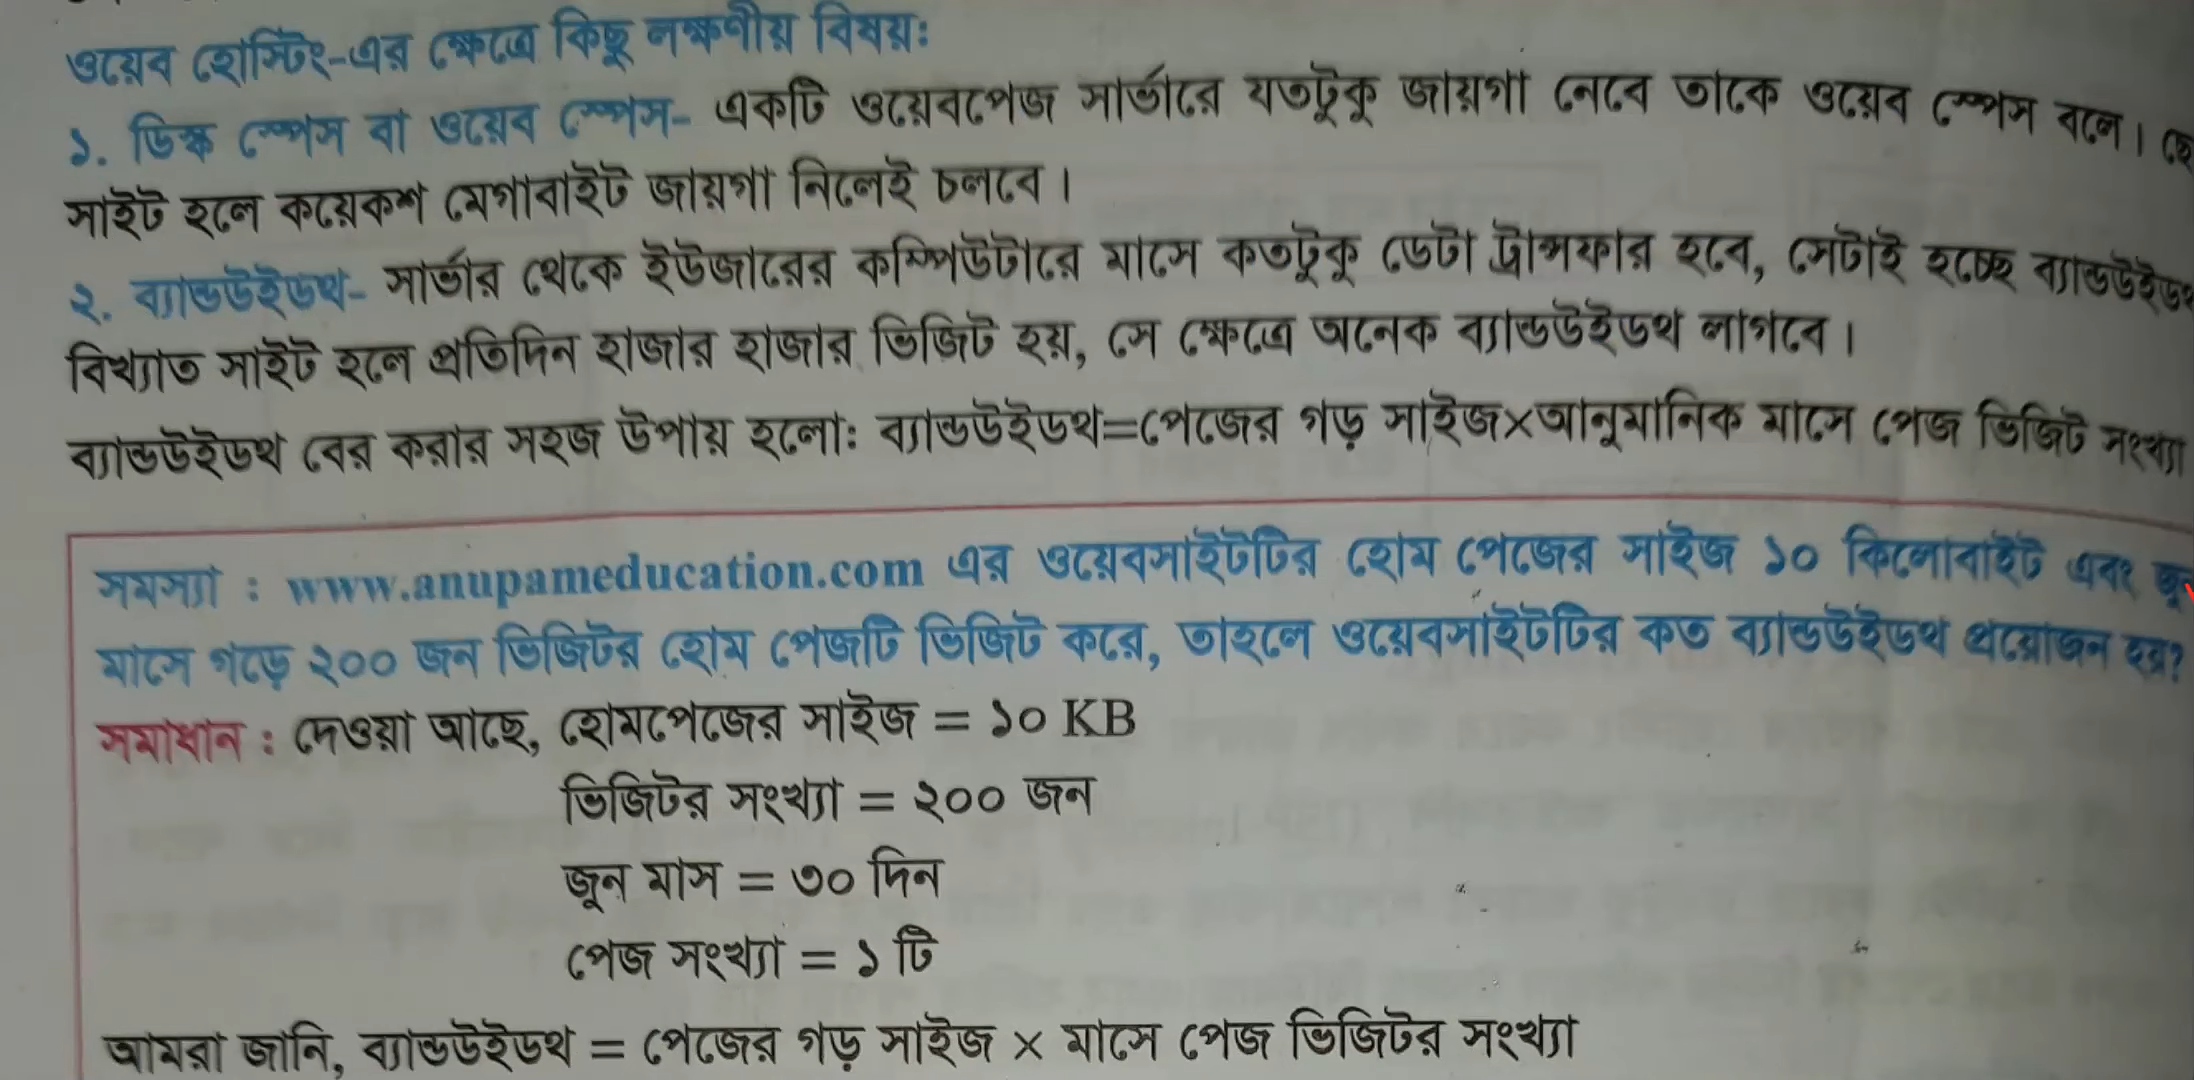 ওয়েব হোস্টিং-এর ক্ষেত্রে কিছু লক্ষণীয় বিষয়ঃ
১. ডিস্ক স্পেস বা ওয়েব স্পেস- একটি ওয়েবপেজ সার্ভারে যতটুকু জায়গা নেবে তাকে ওয়েব স্পেস বলে।
সাইট হলে কয়েকশ মেগাবাইট জায়গা নিলেই চলবে।
২. ব্যান্ডউইডথ- সার্ভার থেকে ইউজারের কম্পিউটারে মাসে কতটুকু ডেটা ট্রান্সফার হবে, সেটাই হচ্ছে ব্যান্ডউইডথ
বিখ্যাত সাইট হলে প্রতিদিন হাজার হাজার ভিজিট হয়, সে ক্ষেত্রে অনেক ব্যান্ডউইডথ লাগবে।
ব্যান্ডউইডথ বের করার সহজ উপায় হলোঃ ব্যান্ডউইডথ=পেজের গড় সাইজ×আনুমানিক মাসে পেজ ভিজিট সংখ্যা
সমস্যা : www.anupameducation.com এর ওয়েবসাইটটির হোম পেজের সাইজ ১০ কিলোবাইট এবং জুন
মাসে গড়ে ২০০ জন ভিজিটর হোম পেজটি ভিজিট করে, তাহলে ওয়েবসাইটটির কত ব্যান্ডউইডথ প্রয়োজন হবে?
সমাধান : দেওয়া আছে, হোমপেজের সাইজ = ১০ KB
ভিজিটর সংখ্যা = ২০০ জন
জুন মাস = ৩০ দিন
পেজ সংখ্যা = ১ টি
আমরা জানি, ব্যান্ডউইডথ = পেজের গড় সাইজ × মাসে পেজ ভিজিটর সংখ্যা